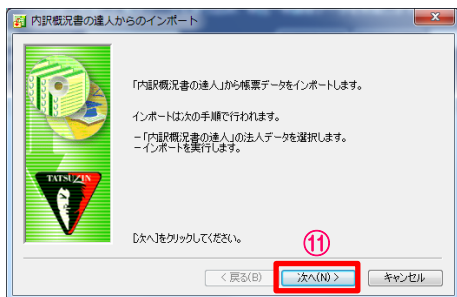 内訳概況書の達人からのインポート
「内訳概況書の達人」から帳票データをインポートします。
インポートは次の手順で行われます。
－「内訳概況書の達人」の法人データを選択します。
－インポートを実行します。
TATSUZIN
[次へ]をクリックしてください。
⑪
< 戻る(B)
次へ(N) >
キャンセル